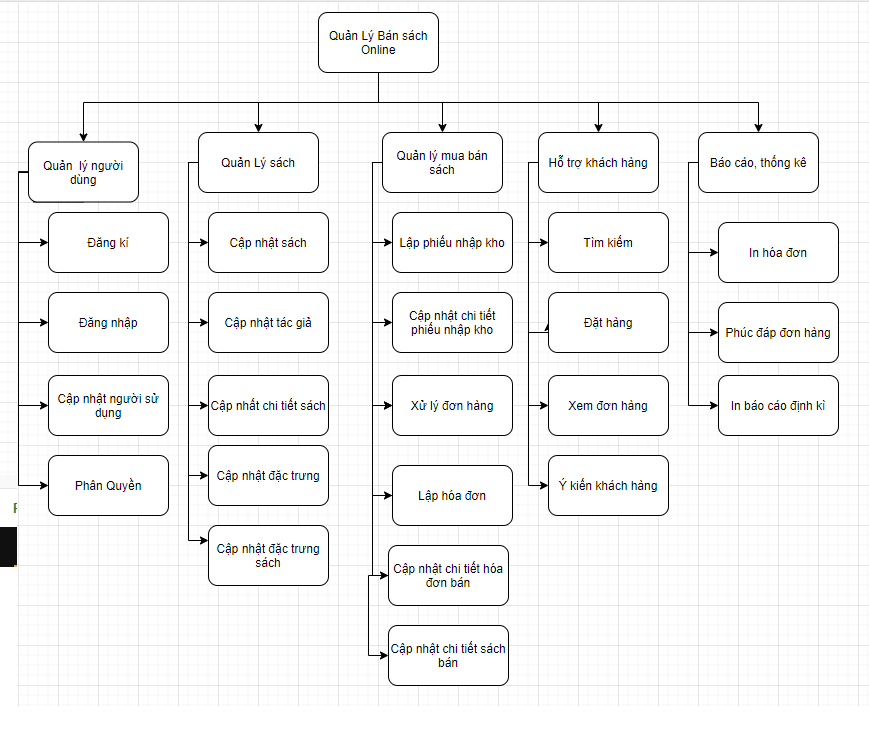 Quản Lý Bán sách
Online
Quản lý người
dùng
Quản Lý sách
Quản lý mua bán
sách
Hỗ trợ khách hàng
Báo cáo, thống kê
Đăng kí
Cập nhật sách
Lập phiếu nhập kho
Tìm kiếm
In hóa đơn
Đăng nhập
Cập nhật tác giả
Cập nhật chi tiết
phiếu nhập kho
Đặt hàng
Phúc đáp đơn hàng
Cập nhật người sử
dụng
Cập nhất chi tiết sách
Xử lý đơn hàng
Xem đơn hàng
In báo cáo định kì
Phân Quyền
Cập nhật đặc trưng
Lập hóa đơn
Ý kiến khách hàng
Cập nhật đặc trưng
sách
Cập nhật chi tiết hóa
đơn bán
Cập nhật chi tiết sách
bán